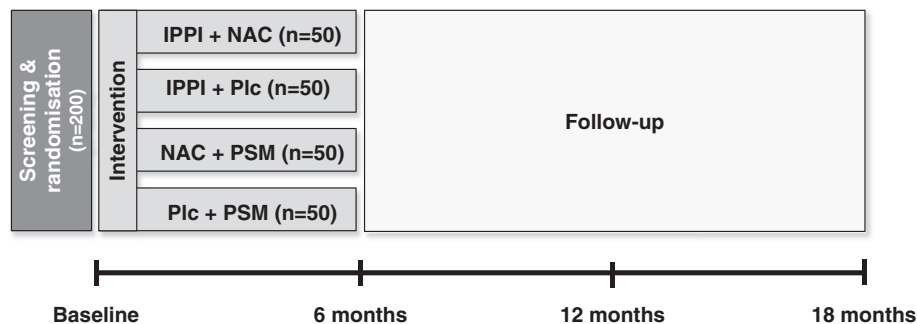 Screening &
randomisation
(n=200)
Intervention
IPPI + NAC (n=50)
IPPI + Plc (n=50)
NAC + PSM (n=50)
Plc + PSM (n=50)
Follow-up
Baseline
6 months
12 months
18 months